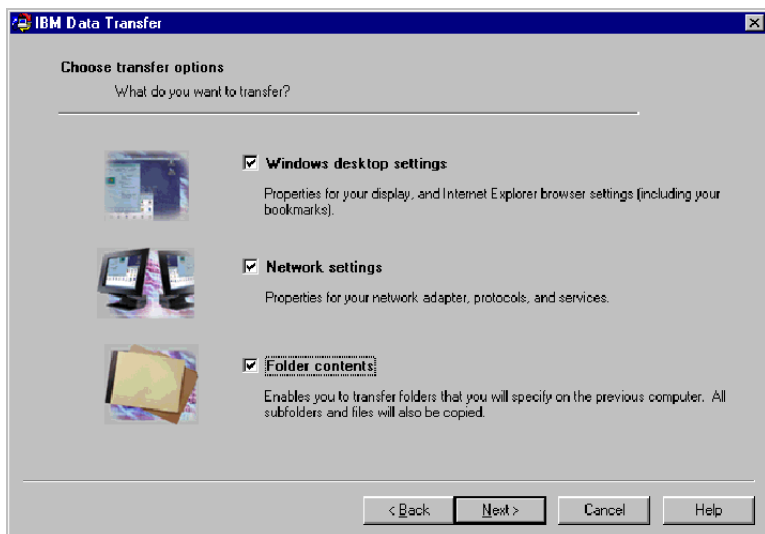 IBM Data Transfer
Choose transfer options
What do you want to transfer?
Windows desktop settings
Properties for your display, and Internet Explorer browser settings (including your
bookmarks).
Network settings
Properties for your network adapter, protocols, and services.
Folder contents
Enables you to transfer folders that you will specify on the previous computer. All
subfolders and files will also be copied.
< Back Next > Cancel Help